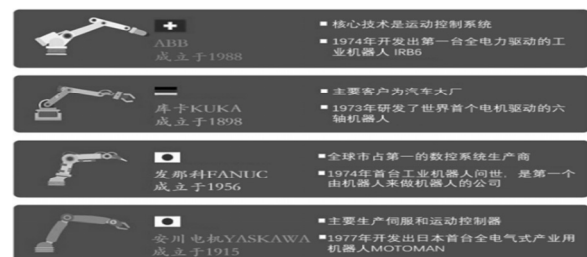 ABB
成立于1988
■核心技术是运动控制系统
■1974年开发出第一台全电力驱动的工
业机器人 IRB6
库卡KUKA
成立于1898
■主要客户为汽车大厂
■1973年研发了世界首个电机驱动的六
轴机器人
发那科FANUC
成立于1956
■全球市占第一的数控系统生产商
■1974年首台工业机器人问世，是第一个
由机器人来做机器人的公司
安川电机YASKAWA
成立于1915
■主要生产伺服和运动控制器
■1977年开发出日本首台全电气式产业用
机器人MOTOMAN